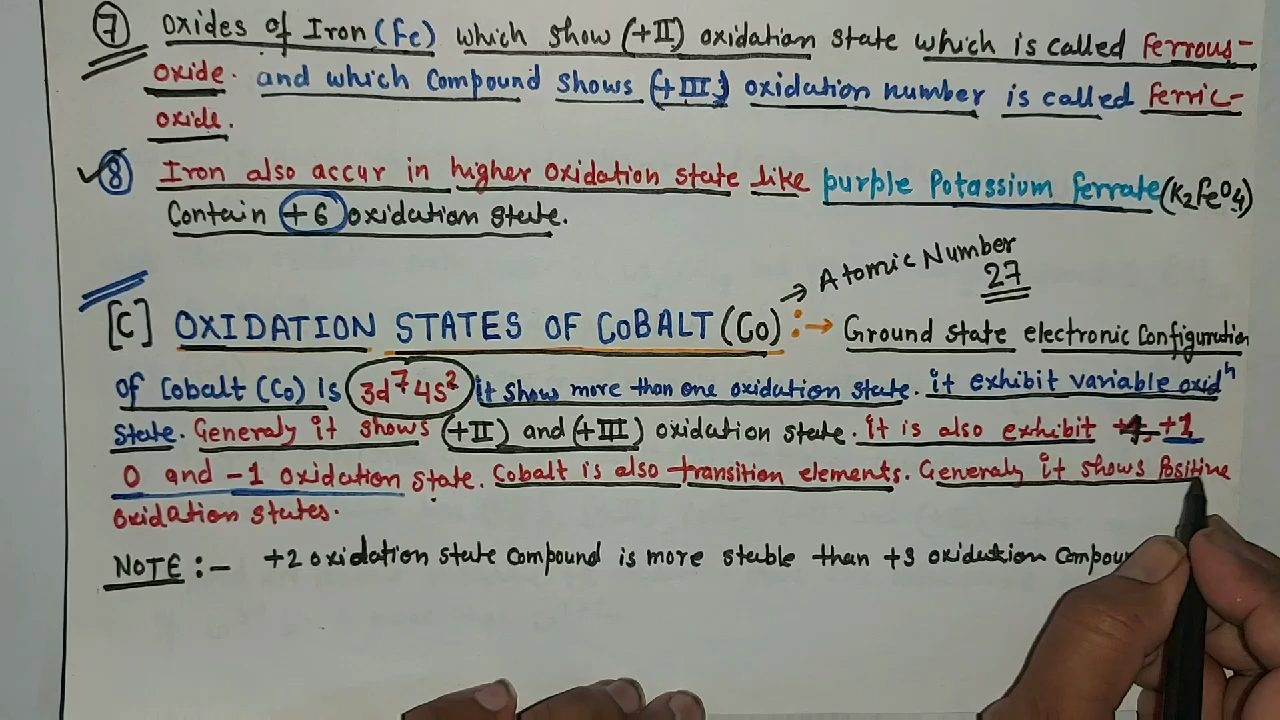 7 Oxides of Iron (Fe) which show (+II) oxidation state which is called Ferrous-
oxide. and which compound shows (+III) oxidation number is called Ferric-
oxide.
8 Iron also accur in higher oxidation state like purple Potassium ferrate (K2FeO4)
Contain +6 oxidation state.
→ Atomic Number
27
[C] OXIDATION STATES OF COBALT (Co) :→ Ground state electronic Configuration
of Cobalt (Co) is 3d7 4s2 it show more than one oxidation state. it exhibit variable oxidn
state. Generaly it shows (+II) and (+III) oxidation state. it is also exhibit +1
0 and -1 oxidation state. Cobalt is also transition elements. Generaly it shows Positive
oxidation states.
NOTE :- +2 oxidation state compound is more stable than +3 oxidation